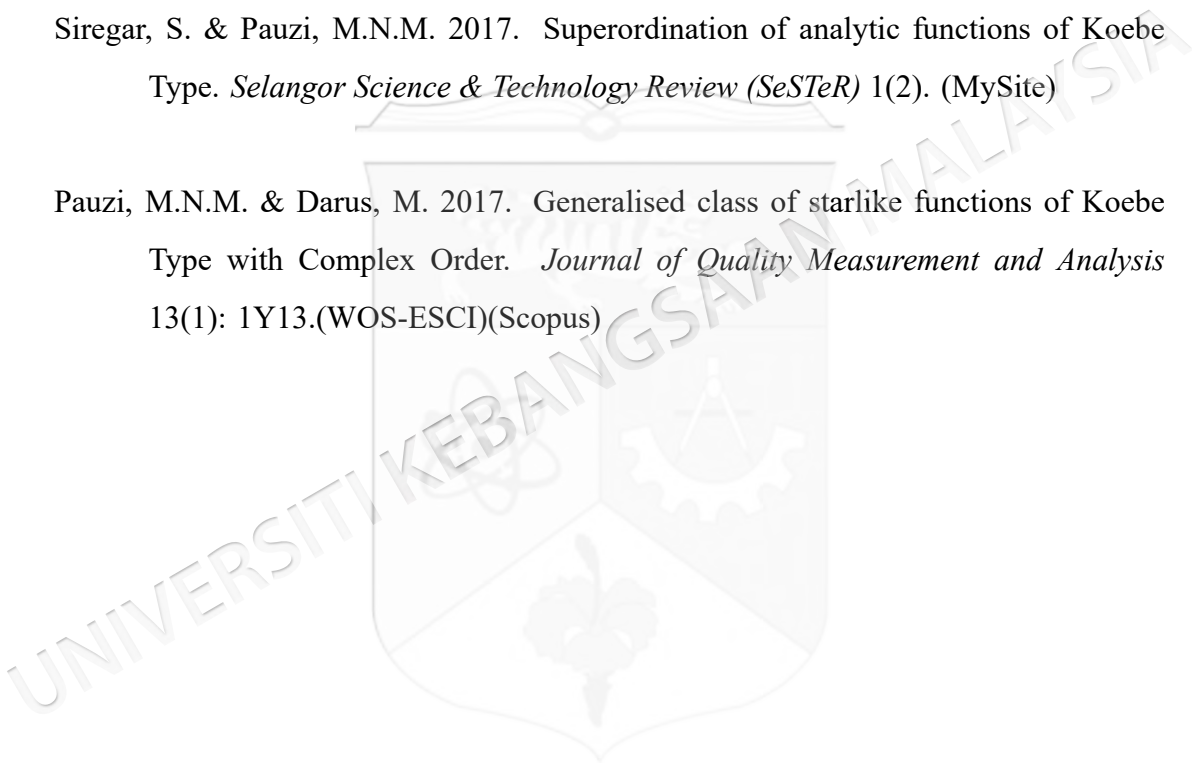 Siregar, S. & Pauzi, M.N.M. 2017. Superordination of analytic functions of Koebe
Type. Selangor Science & Technology Review (SeSTeR) 1(2). (MySite)
Pauzi, M.N.M. & Darus, M. 2017. Generalised class of starlike functions of Koebe
Type with Complex Order. Journal of Quality Measurement and Analysis
13(1): 1Y13.(WOS-ESCI)(Scopus)
UNIVERSITI KEBANGSAAN MALAYSIA